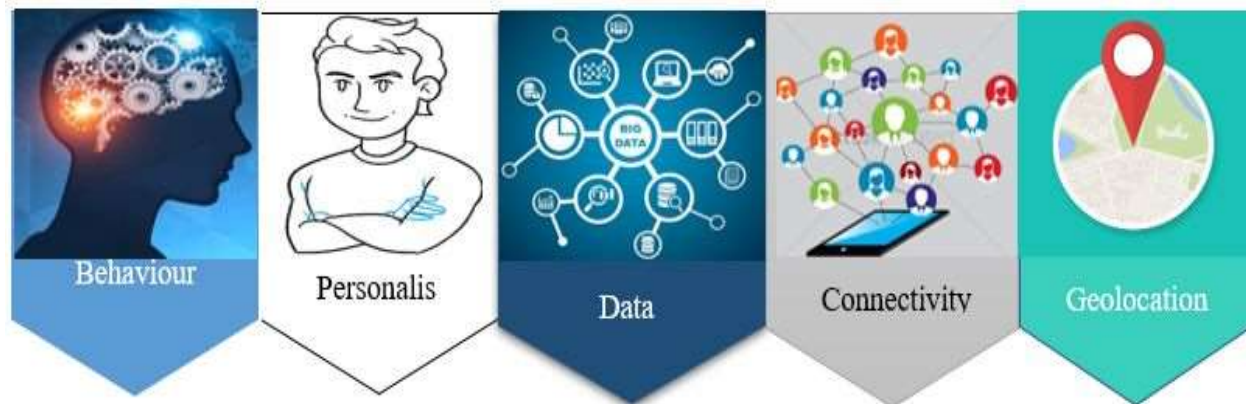 BIG
DATA
Behaviour
Personalis
Data
Connectivity
Geolocation